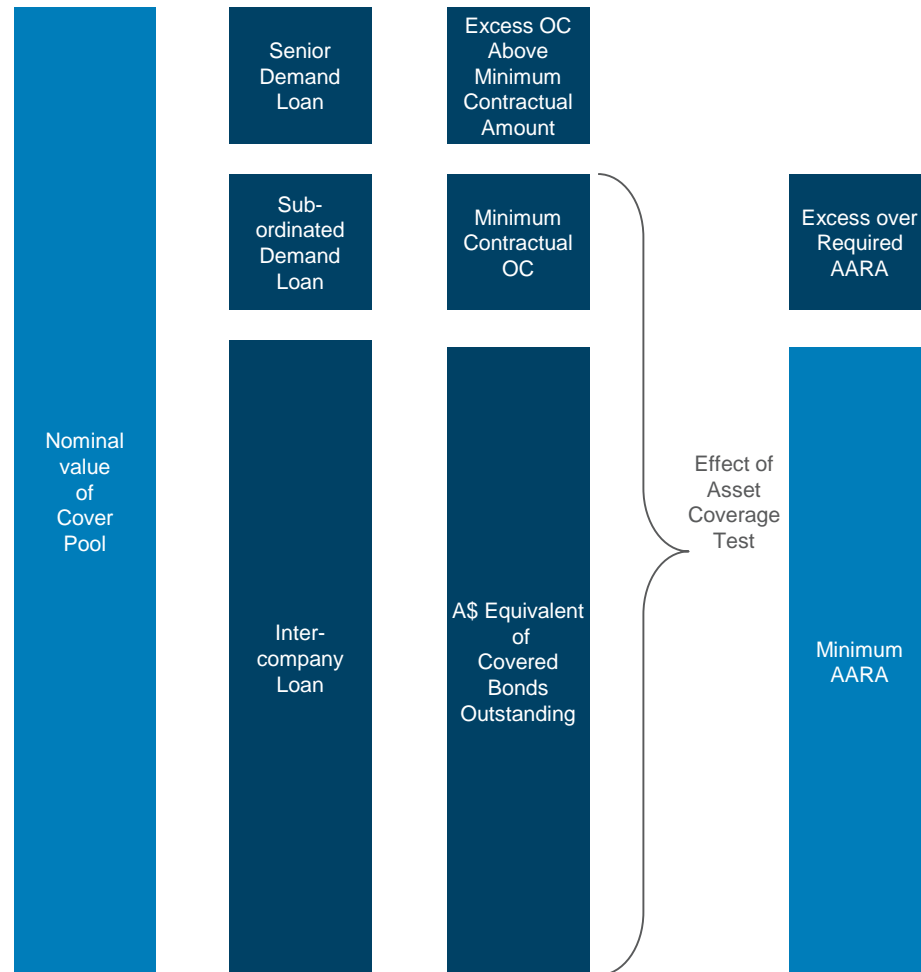 Nominal
value
of
Cover
Pool
Senior
Demand
Loan
Sub-
ordinated
Demand
Loan
Inter-
company
Loan
Excess OC
Above
Minimum
Contractual
Amount
Minimum
Contractual
OC
A$ Equivalent
of
Covered
Bonds
Outstanding
Effect of
Asset
Coverage
Test
Excess over
Required
AARA
Minimum
AARA